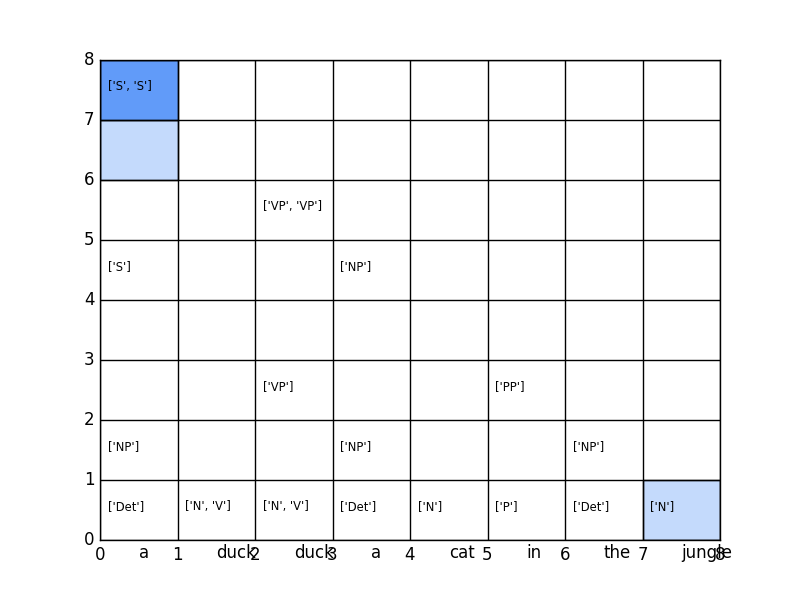 8
['S', 'S']
7
6
['VP', 'VP']
5
['S'] ['NP']
4
3
['VP'] ['PP']
2
['NP'] ['NP'] ['NP']
1
['Det'] ['N', 'V'] ['N', 'V'] ['Det'] ['N'] ['P'] ['Det'] ['N']
0
0 a 1 duck 2 duck 3 a 4 cat 5 in 6 the 7 jungle 8